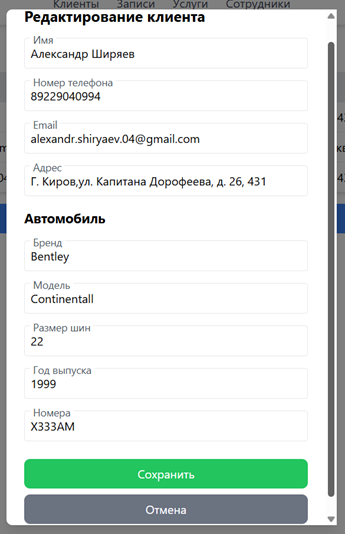 Клиенты Записи Услуги Сотрудники
Редактирование клиента
Имя
Александр Ширяев
Номер телефона
89229040994
Email
alexandr.shiryaev.04@gmail.com
Адрес
Г. Киров,ул. Капитана Дорофеева, д. 26, 431
Автомобиль
Бренд
Bentley
Модель
Continentall
Размер шин
22
Год выпуска
1999
Номера
X333AM
Сохранить
Отмена